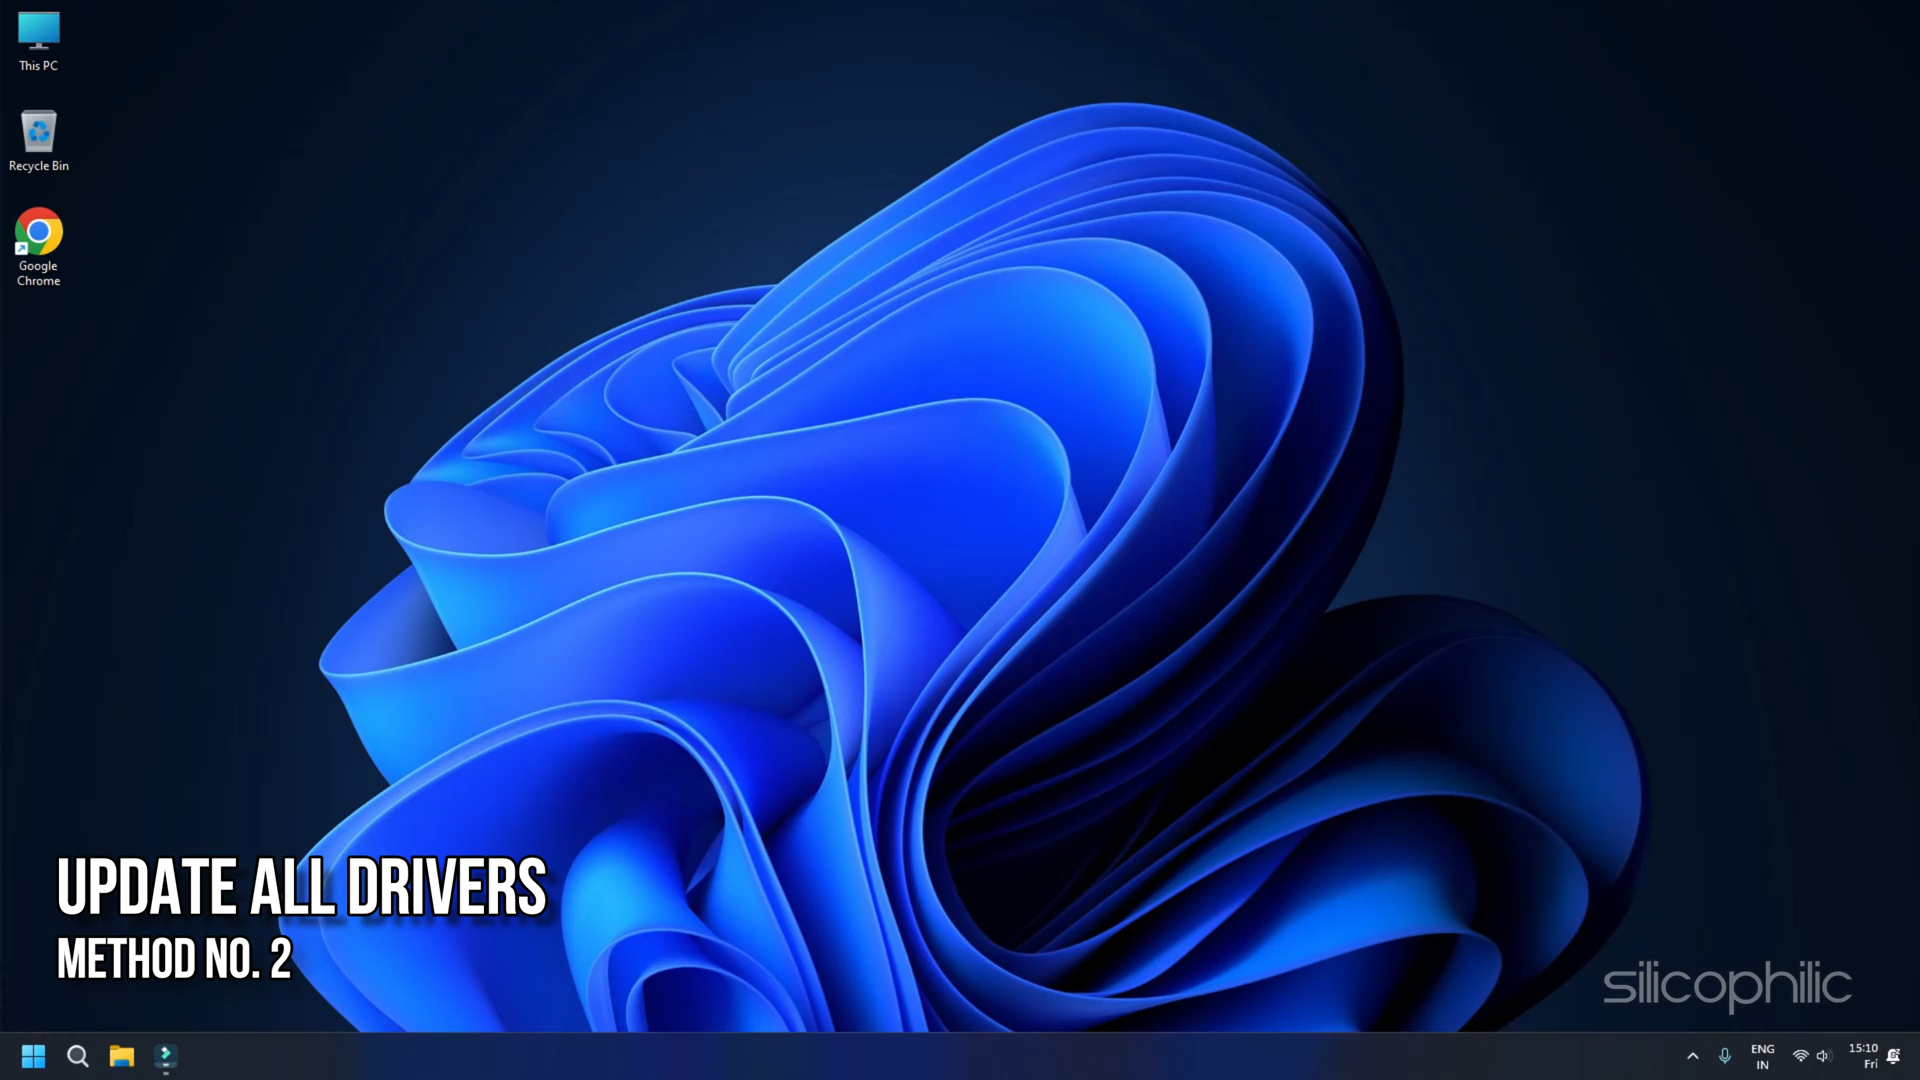 This PC
Recycle Bin
Google
Chrome
UPDATE ALL DRIVERS
METHOD NO. 2
silicophilic
ENG
IN
15:10
Fri